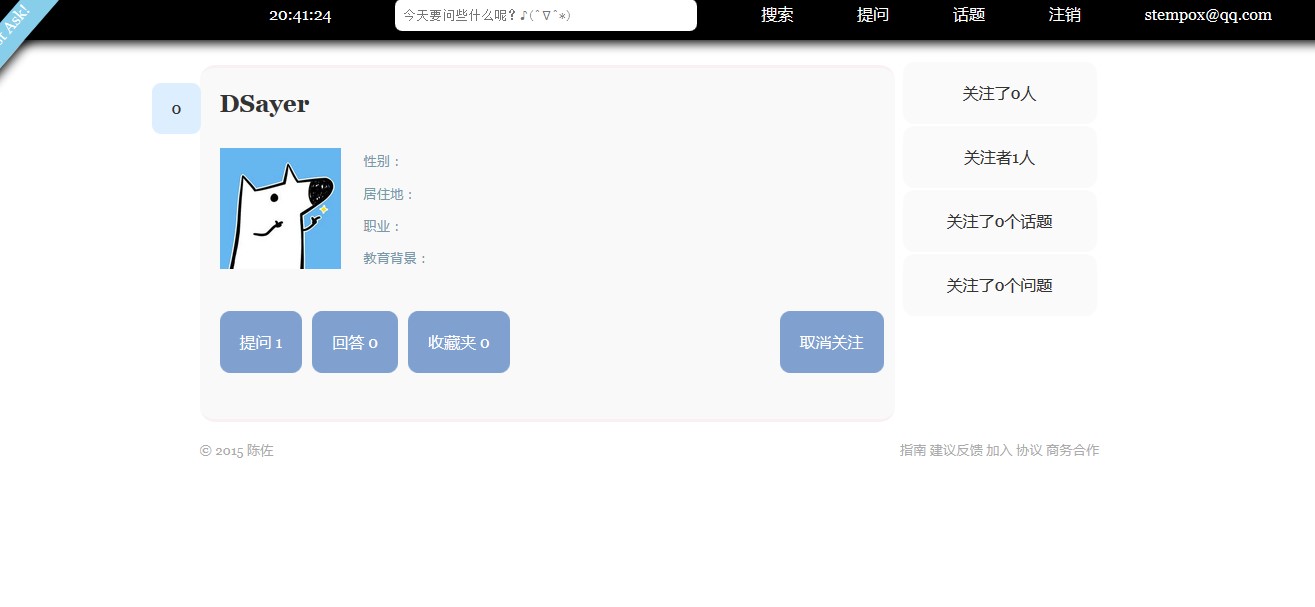 Ask!
20:41:24
今天要问些什么呢？♪(^∇^*)
搜索
提问
话题
注销
stempox@qq.com
0
DSayer
性别：
居住地：
职业：
教育背景：
提问 1
回答 0
收藏夹 0
取消关注
关注了0人
关注者1人
关注了0个话题
关注了0个问题
© 2015 陈佐
指南 建议反馈 加入 协议 商务合作